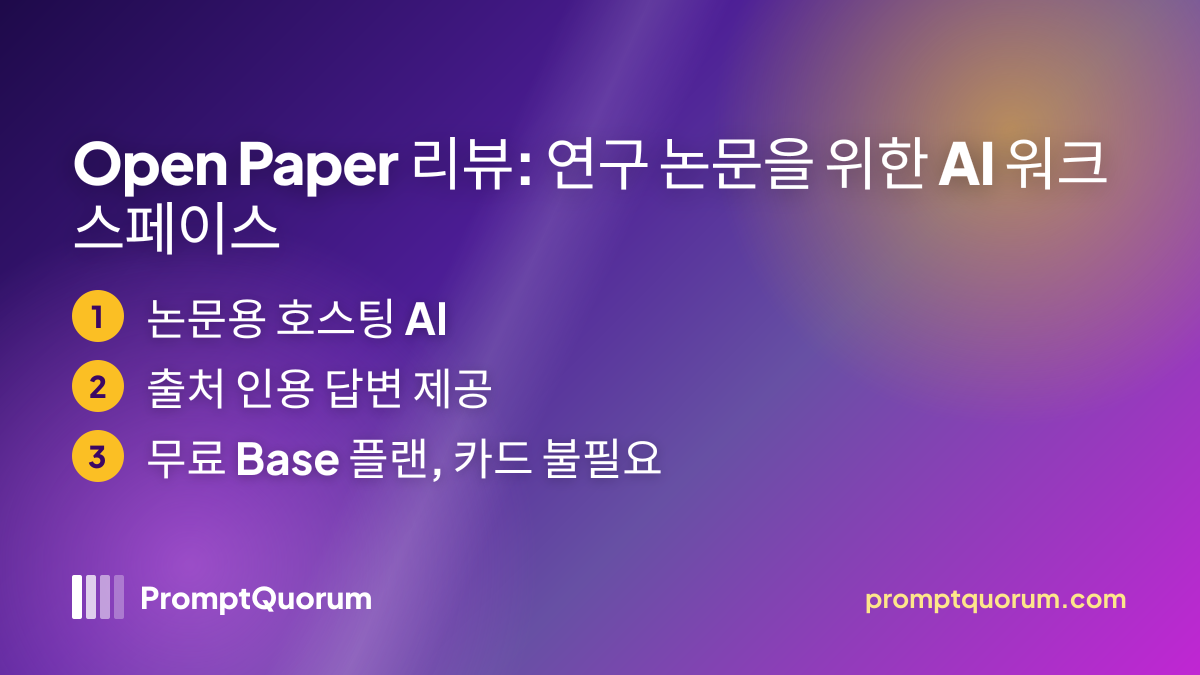 Open Paper 리뷰: 연구 논문을 위한 AI 워크
스페이스
1 논문용 호스팅 AI
2 출처 인용 답변 제공
3 무료 Base 플랜, 카드 불필요
PromptQuorum
promptquorum.com